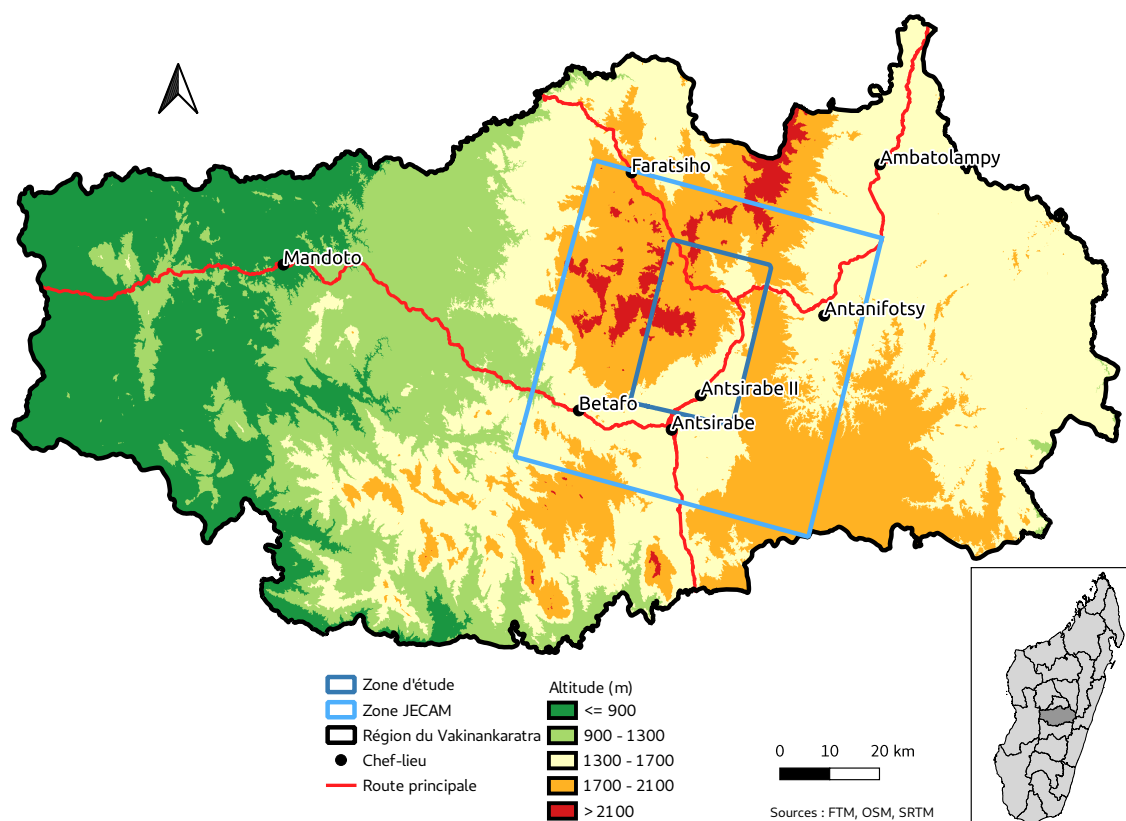 Faratsiho
Ambatolampy
Mandoto
Antanifotsy
Antsirabe II
Betafo
Antsirabe
Zone d'étude
Zone JECAM
Région du Vakinankaratra
Chef-lieu
Route principale
Altitude (m)
<= 900
900 - 1300
1300 - 1700
1700 - 2100
> 2100
0 10 20 km
Sources : FTM, OSM, SRTM